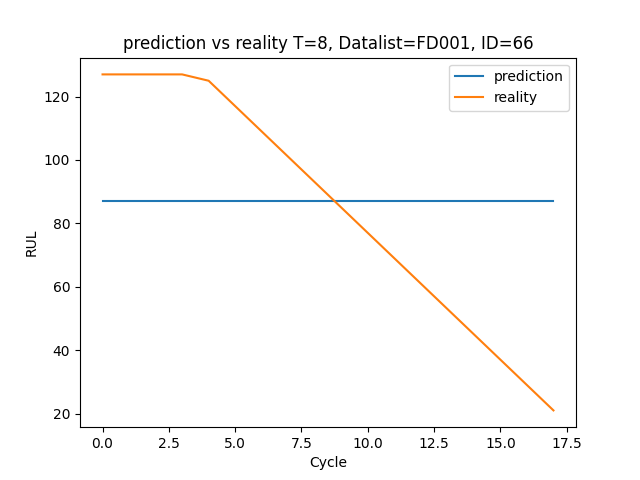 prediction vs reality T=8, Datalist=FD001, ID=66
prediction
reality
RUL
120
100
80
60
40
20
0.0 2.5 5.0 7.5 10.0 12.5 15.0 17.5
Cycle